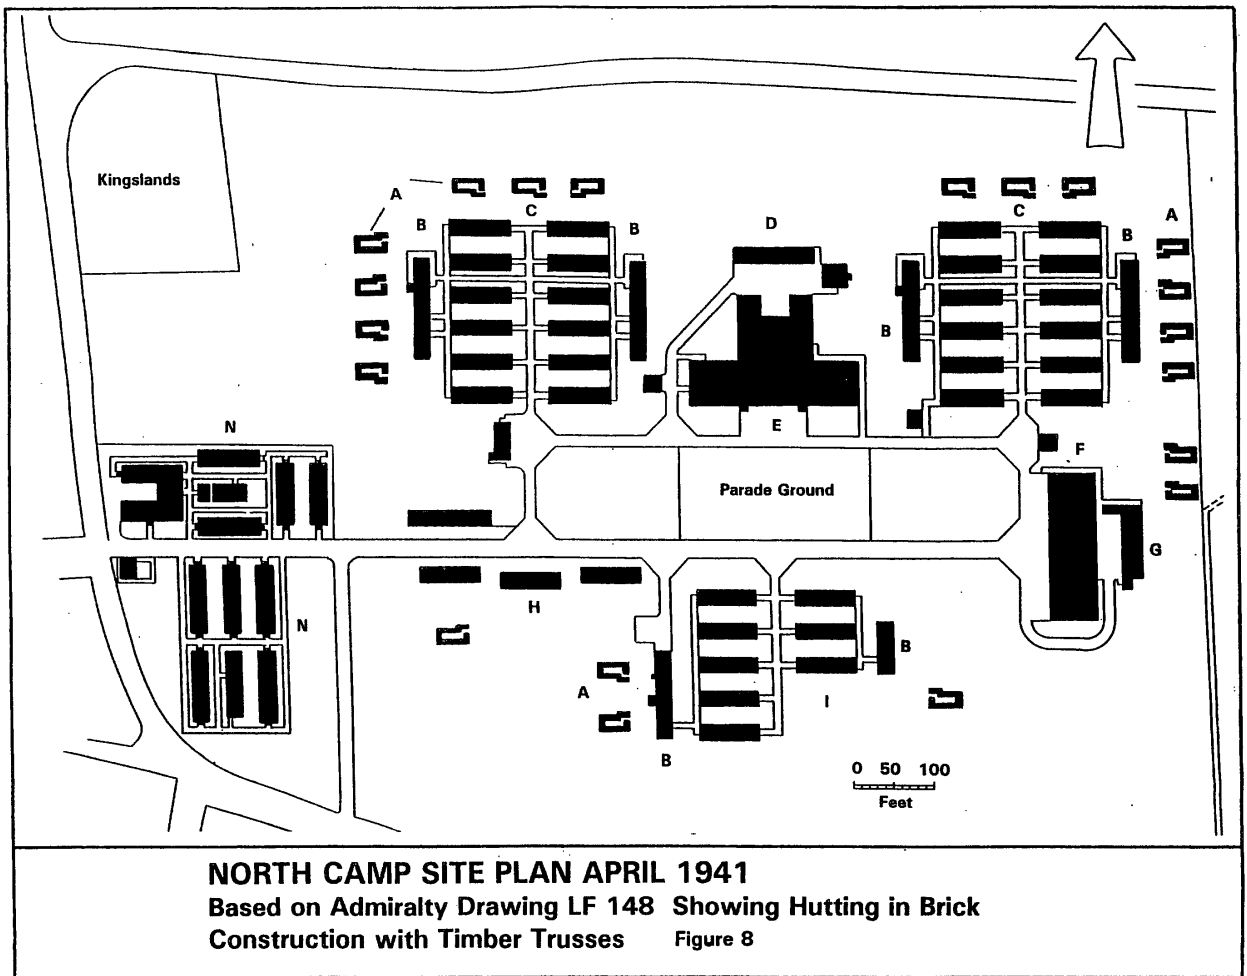 Kingslands
A
C
B
B
D
C
A
B
B
E
N
F
Parade Ground
G
H
N
B
A
I
B
0 50 100
Feet
NORTH CAMP SITE PLAN APRIL 1941
Based on Admiralty Drawing LF 148 Showing Hutting in Brick
Construction with Timber Trusses Figure 8